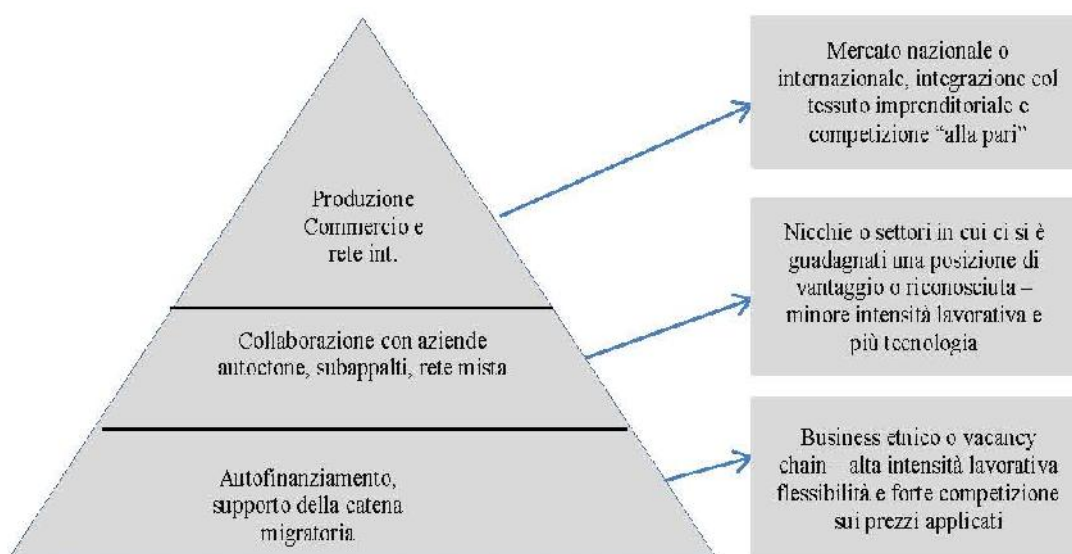 Produzione
Commercio e
rete int.
Collaborazione con aziende
autoctone, subappalti, rete mista
Autofinanziamento,
supporto della catena
migratoria
Mercato nazionale o
internazionale, integrazione col
tessuto imprenditoriale e
competizione “alla pari”
Nicchie o settori in cui ci si è
guadagnati una posizione di
vantaggio o riconosciuta –
minore intensità lavorativa e
più tecnologia
Business etnico o vacancy
chain – alta intensità lavorativa
flessibilità e forte competizione
sui prezzi applicati